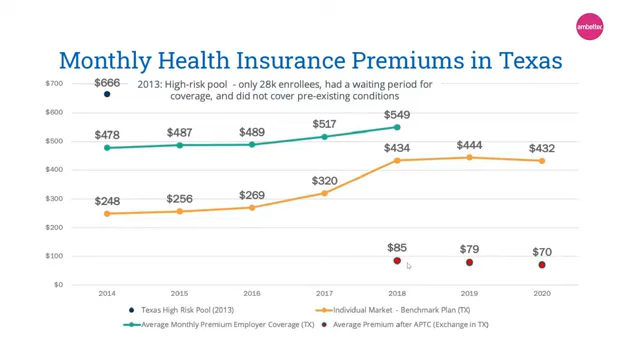 ambetter.
Monthly Health Insurance Premiums in Texas
$700
$666
2013: High-risk pool - only 28k enrollees, had a waiting period for
coverage, and did not cover pre-existing conditions
$600
$549
$517
$478
$487
$489
$500
$434
$444
$432
$400
$320
$300
$248
$256
$269
$200
$100
$85
$79
$70
$0
2014 2015 2016 2017 2018 2019 2020
Texas High Risk Pool (2013)
Individual Market - Benchmark Plan (TX)
Average Monthly Premium Employer Coverage (TX)
Average Premium after APTC (Exchange in TX)